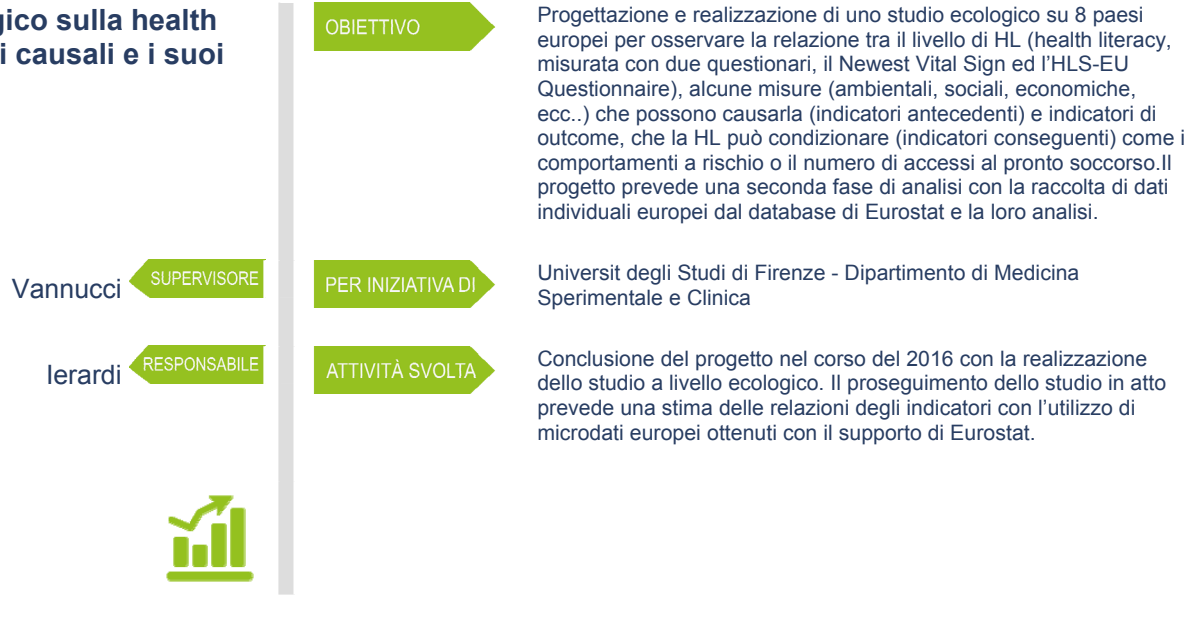 gico sulla health
i causali e i suoi
OBIETTIVO
Progettazione e realizzazione di uno studio ecologico su 8 paesi
europei per osservare la relazione tra il livello di HL (health literacy,
misurata con due questionari, il Newest Vital Sign ed l'HLS-EU
Questionnaire), alcune misure (ambientali, sociali, economiche,
ecc..) che possono causarla (indicatori antecedenti) e indicatori di
outcome, che la HL può condizionare (indicatori conseguenti) come i
comportamenti a rischio o il numero di accessi al pronto soccorso.Il
progetto prevede una seconda fase di analisi con la raccolta di dati
individuali europei dal database di Eurostat e la loro analisi.
Vannucci SUPERVISORE
PER INIZIATIVA DI
Universit degli Studi di Firenze - Dipartimento di Medicina
Sperimentale e Clinica
Ierardi RESPONSABILE
ATTIVITÀ SVOLTA
Conclusione del progetto nel corso del 2016 con la realizzazione
dello studio a livello ecologico. Il proseguimento dello studio in atto
prevede una stima delle relazioni degli indicatori con l'utilizzo di
microdati europei ottenuti con il supporto di Eurostat.